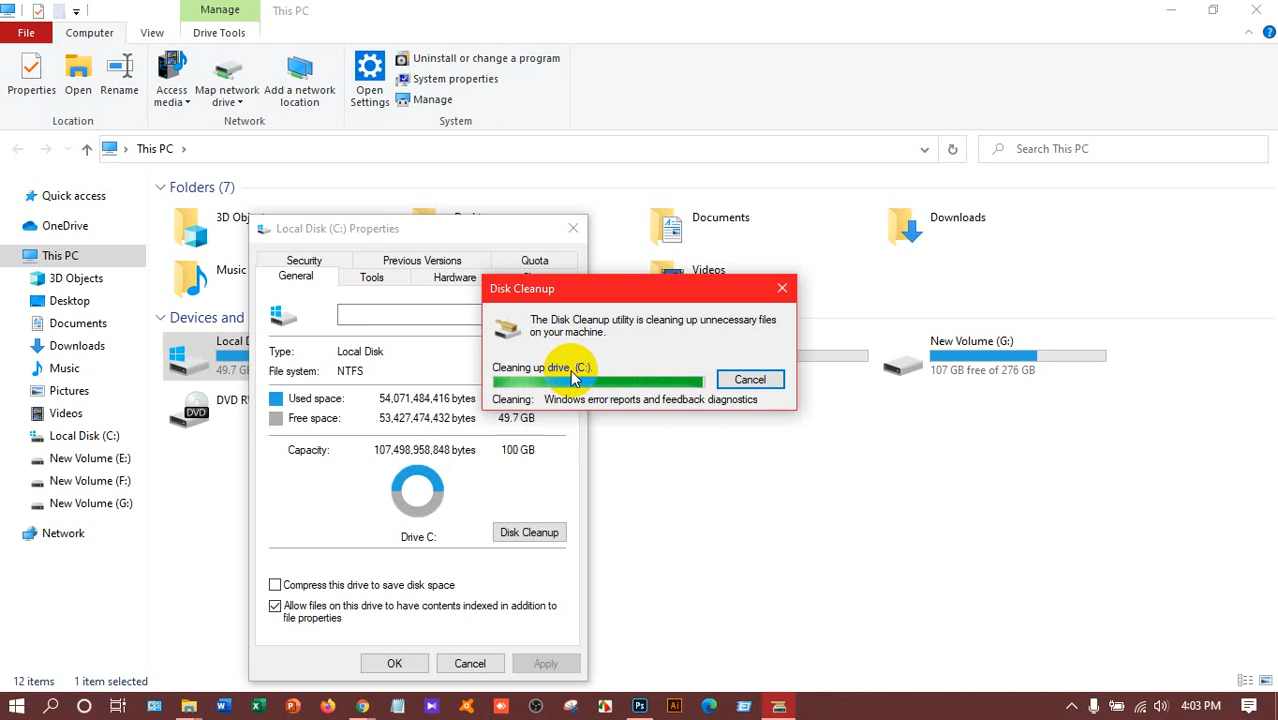 Manage
This PC
File
Computer
View
Drive Tools
Properties
Open
Rename
Access
media
Map network
drive
Add a network
location
Open
Settings
Uninstall or change a program
System properties
Manage
Location
Network
System
This PC
Search This PC
Quick access
OneDrive
This PC
3D Objects
Desktop
Documents
Downloads
Music
Pictures
Videos
Local Disk (C:)
New Volume (E:)
New Volume (F:)
New Volume (G:)
Network
Folders (7)
3D Obj
Documents
Downloads
Music
Videos
Devices and
Local D
49.7 G
DVD R
New Volume (G:)
107 GB free of 276 GB
Local Disk (C:) Properties
Security
Previous Versions
Quota
General
Tools
Hardware
Type:
Local Disk
File system:
NTFS
Used space:
54,071,484,416 bytes
Free space:
53,427,474,432 bytes
49.7 GB
Capacity:
107,498,958,848 bytes
100 GB
Drive C:
Disk Cleanup
Compress this drive to save disk space
Allow files on this drive to have contents indexed in addition to
file properties
OK
Cancel
Apply
Disk Cleanup
The Disk Cleanup utility is cleaning up unnecessary files
on your machine.
Cleaning up drive (C:).
Cancel
Cleaning: Windows error reports and feedback diagnostics
12 items
1 item selected
4:03 PM